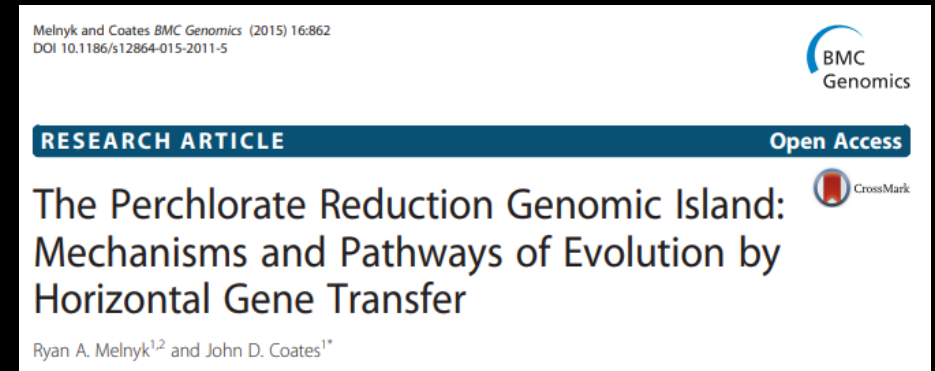 Melnyk and Coates BMC Genomics (2015) 16:862
DOI 10.1186/s12864-015-2011-5
BMC
Genomics
RESEARCH ARTICLE
Open Access
The Perchlorate Reduction Genomic Island:
Mechanisms and Pathways of Evolution by
Horizontal Gene Transfer
CrossMark
Ryan A. Melnyk1,2 and John D. Coates1*